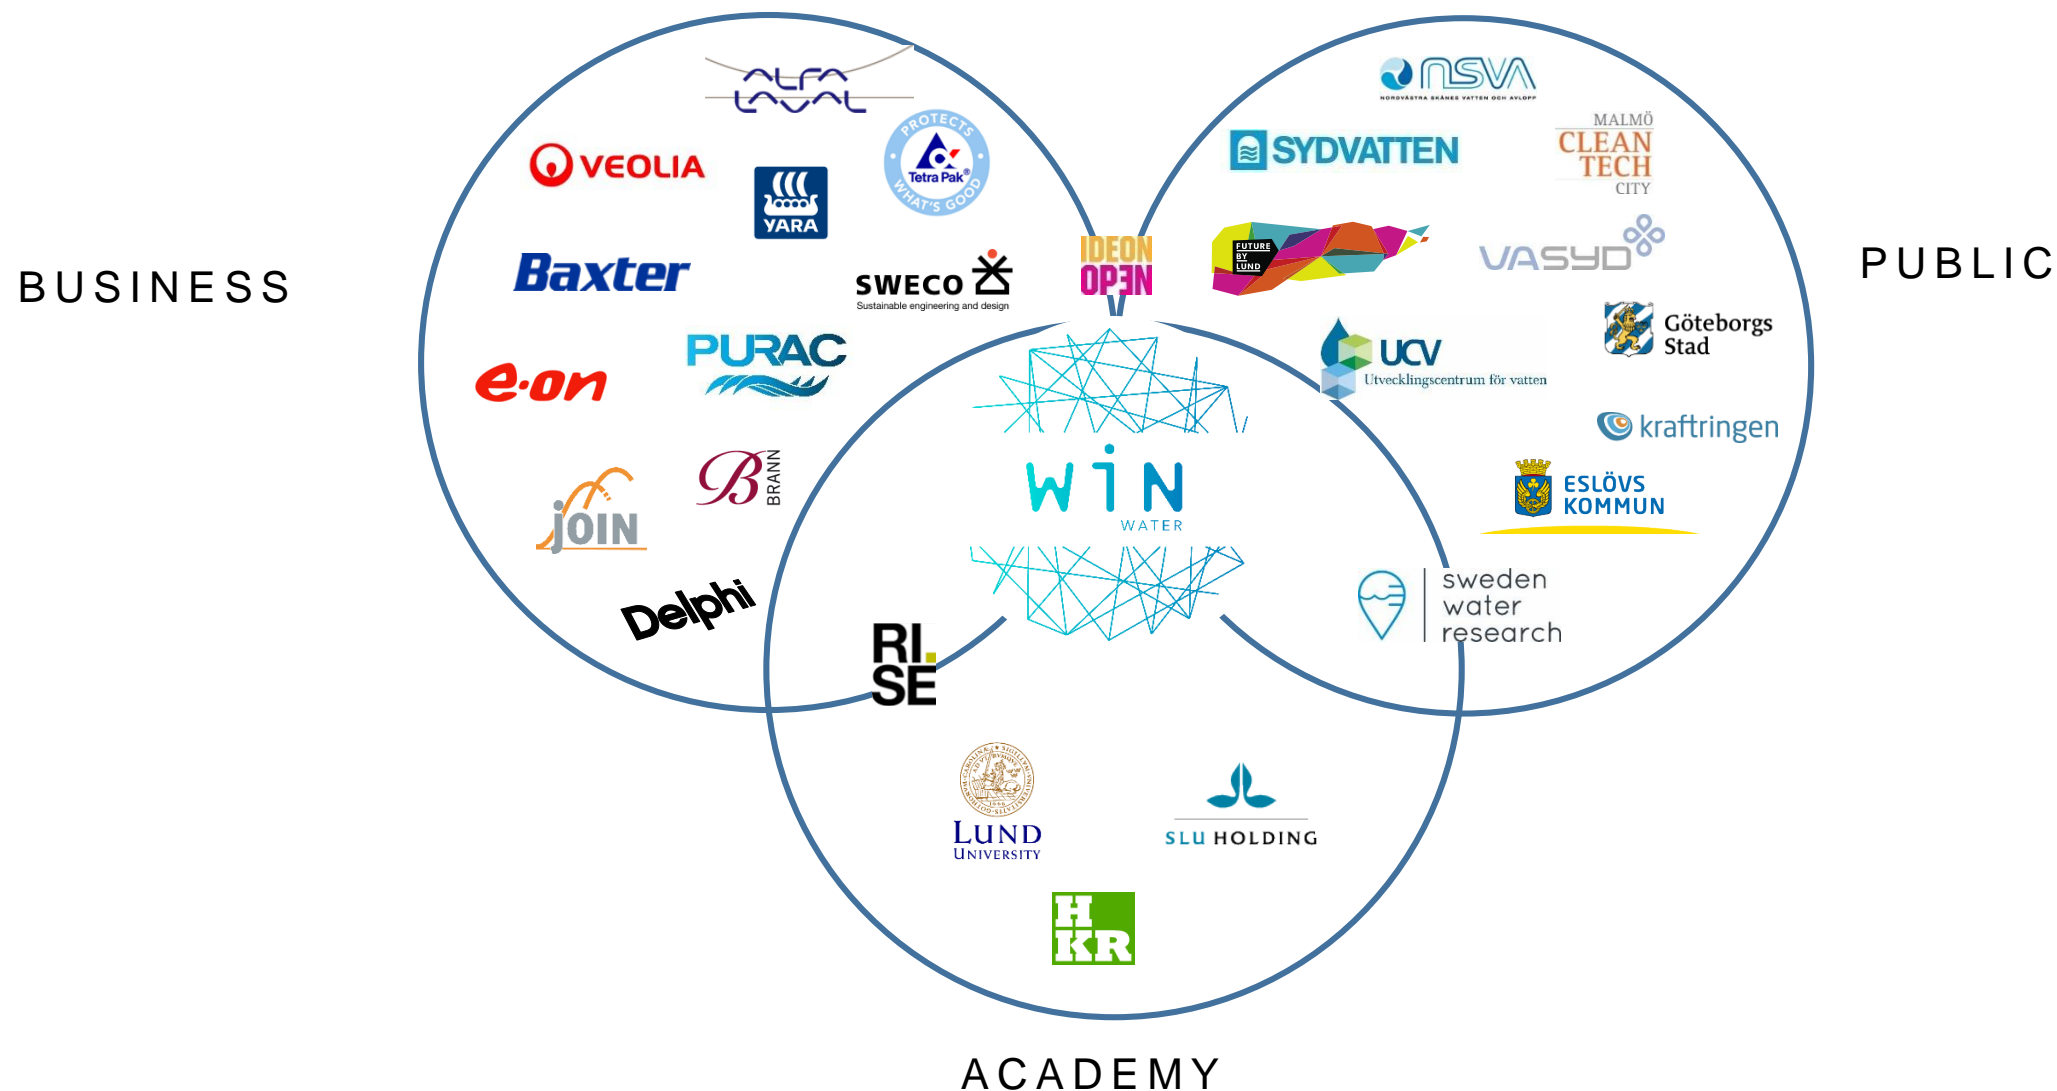 ALFA
LAVAL
PROTECTS
Tetra Pak®
WHAT'S GOOD
VEOLIA
YARA
Baxter
SWECO
Sustainable engineering and design
BUSINESS
e·on
PURAC
BRANN
B
JOIN
Delphi
IDEON
OPEN
NSVA
NORDVÄSTRA SKÅNES VATTEN OCH AVLOPP
SYDVATTEN
MALMÖ
CLEAN
TECH
CITY
FUTURE
BY
LUND
VASYD
PUBLIC
UCV
Utvecklingscentrum för vatten
Göteborgs
Stad
kraftringen
ESLÖVS
KOMMUN
WiN
WATER
sweden
water
research
RI.
SE
LUND
UNIVERSITY
SLU HOLDING
H
KR
ACADEMY